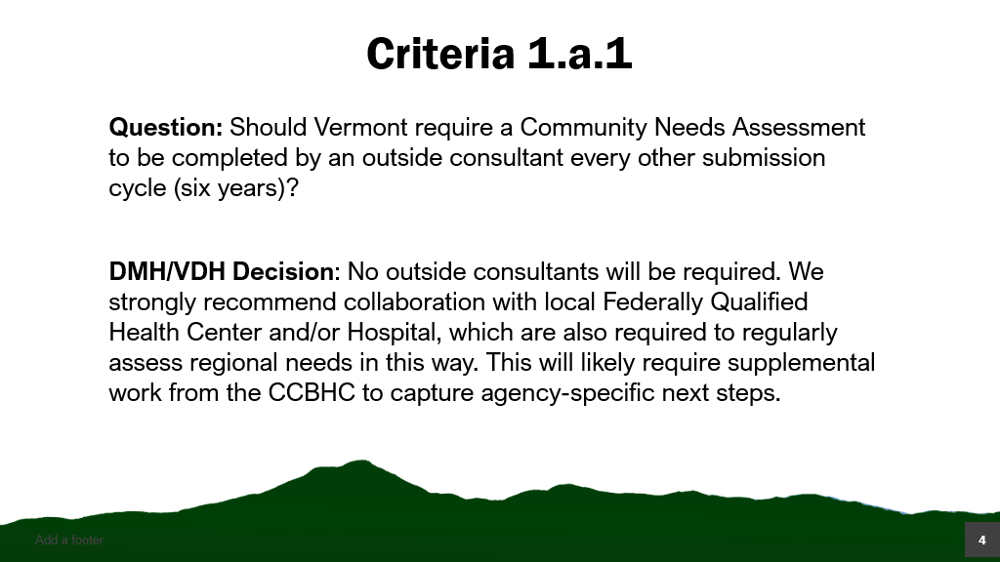 Criteria 1.a.1
Question: Should Vermont require a Community Needs Assessment
to be completed by an outside consultant every other submission
cycle (six years)?
DMH/VDH Decision: No outside consultants will be required. We
strongly recommend collaboration with local Federally Qualified
Health Center and/or Hospital, which are also required to regularly
assess regional needs in this way. This will likely require supplemental
work from the CCBHC to capture agency-specific next steps.
Add a footer
4